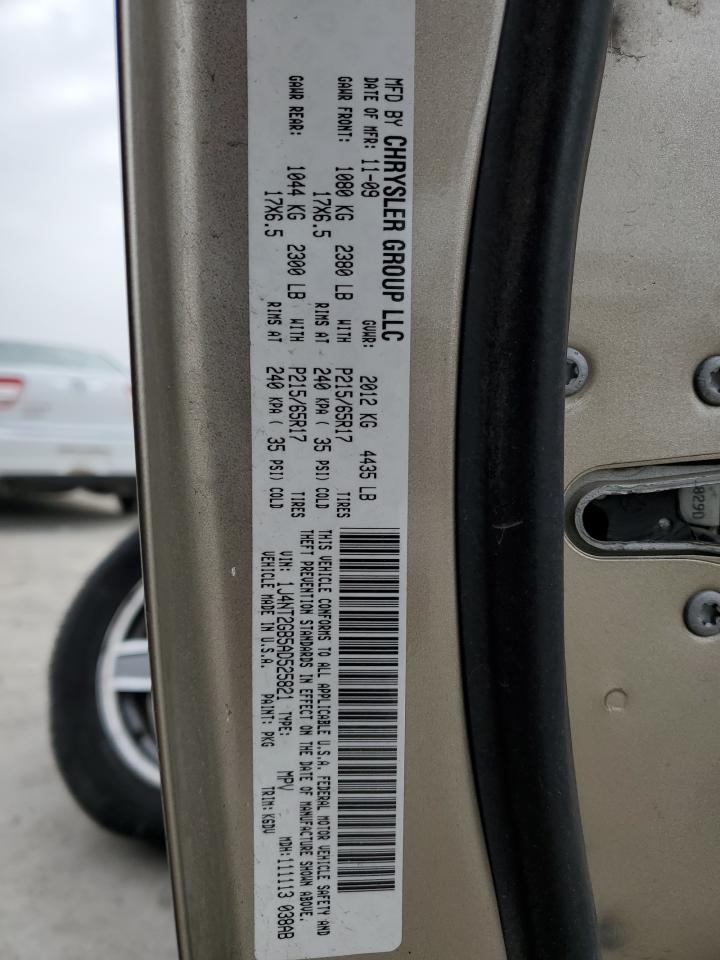 MFD BY CHRYSLER GROUP LLC
DATE OF MFR: 11-09 GVWR: 2012 KG 4435 LB
GAWR FRONT: 1080 KG 2380 LB WITH P215/65R17 TIRES
17X6.5 RIMS AT 240 KPA ( 35 PSI) COLD
GAWR REAR: 1044 KG 2300 LB WITH P215/65R17 TIRES
17X6.5 RIMS AT 240 KPA ( 35 PSI) COLD
THIS VEHICLE CONFORMS TO ALL APPLICABLE U.S.A. FEDERAL MOTOR VEHICLE SAFETY AND
THEFT PREVENTION STANDARDS IN EFFECT ON THE DATE OF MANUFACTURE SHOWN ABOVE.
VIN: 1J4NT2GB5AD525821 TYPE: MPV MDH:111113 038AB
VEHICLE MADE IN U.S.A. PAINT: PKG TRIM: K6DV